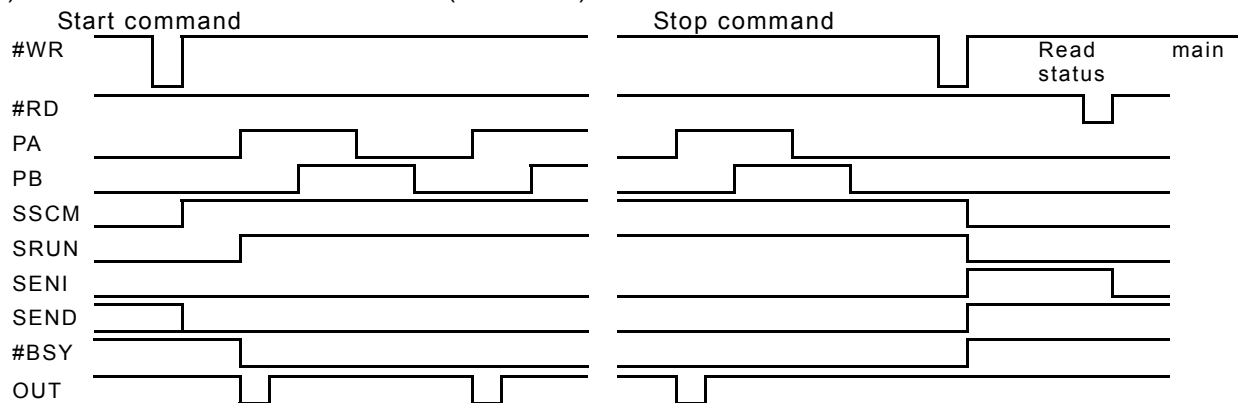 Start command Stop command
#WR
Read main
status
#RD
PA
PB
SSCM
SRUN
SENI
SEND
#BSY
OUT